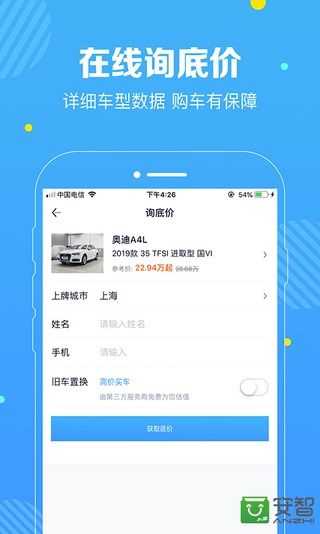 在线询底价
详细车型数据 购车有保障
中国电信
下午4:26
54%
询底价
奥迪A4L
2019款 35 TFSI 进取型 国VI
参考价: 22.94万起 28.68万
上牌城市 上海
姓名 请输入姓名
手机 请输入
旧车置换 高价买车
由第三方服务商免费为您估值
获取底价
安智
ANZHI
AZ